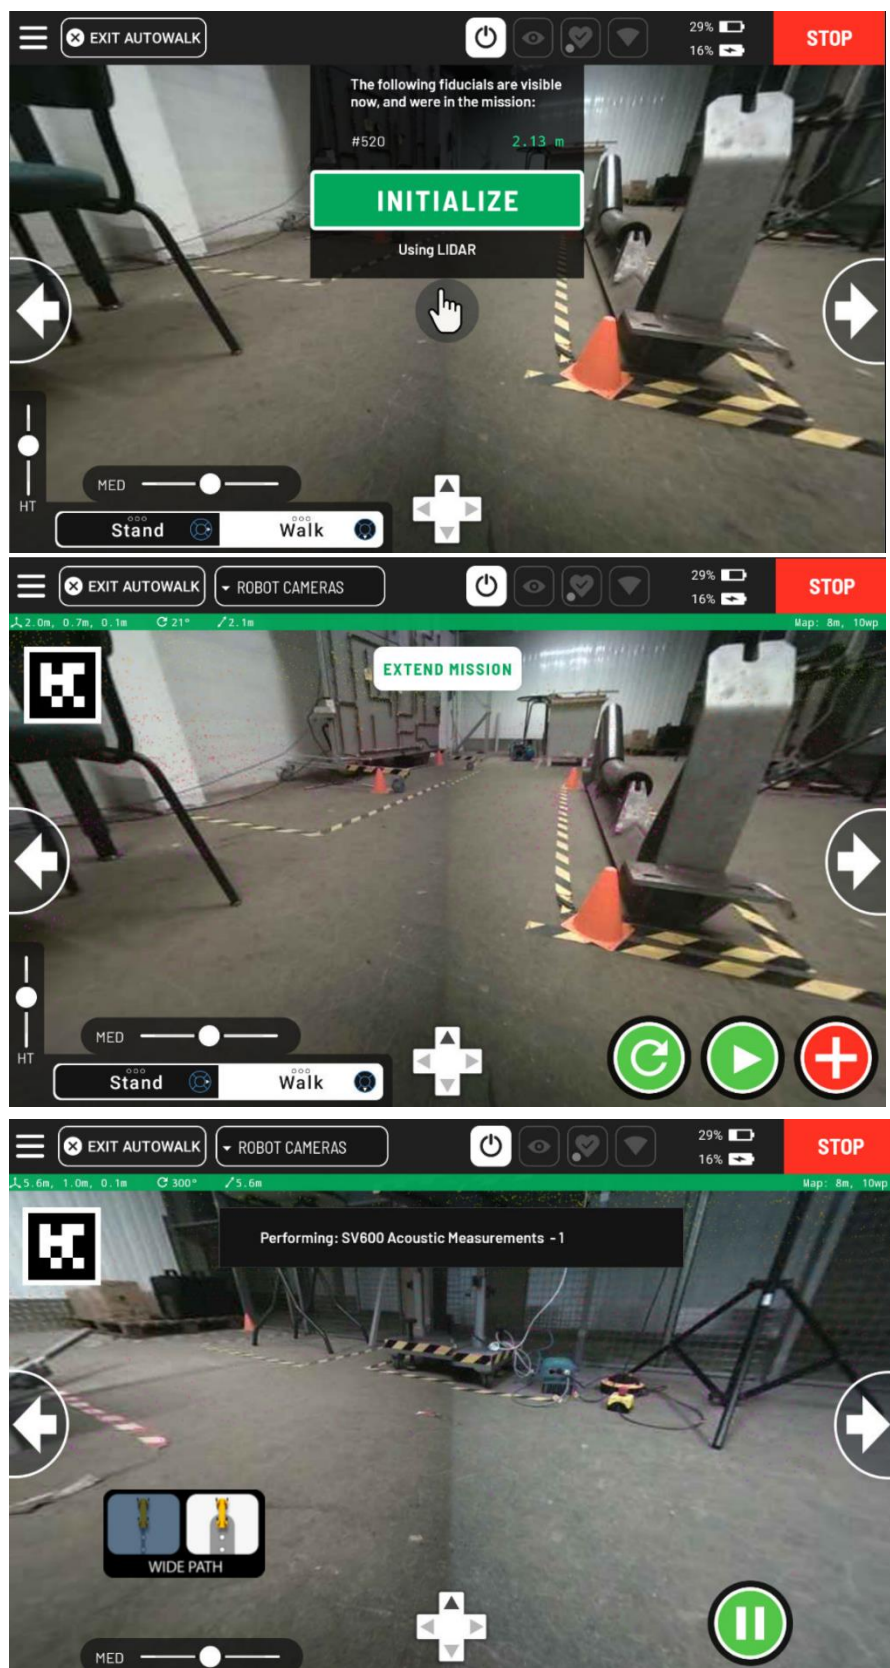 EXIT AUTOWALK
29%
16%
STOP
The following fiducials are visible
now, and were in the mission:
#520 2.13 m
INITIALIZE
Using LIDAR
MED
HT
Stand Walk
EXIT AUTOWALK ROBOT CAMERAS
29%
16%
STOP
2.0m, 0.7m, 0.1m 21° 2.1m Map: 8m, 10wp
EXTEND MISSION
MED
HT
Stand Walk
EXIT AUTOWALK ROBOT CAMERAS
29%
16%
STOP
5.6m, 1.0m, 0.1m 300° 5.6m Map: 8m, 10wp
Performing: SV600 Acoustic Measurements - 1
WIDE PATH
MED